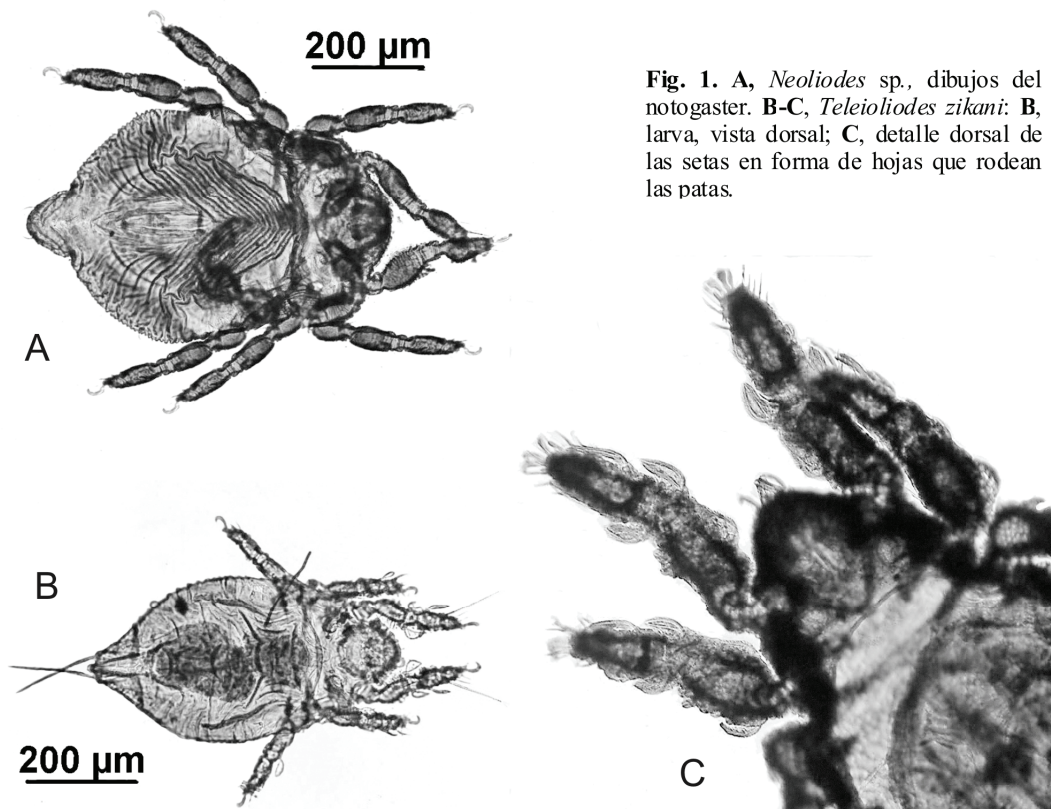 200 µm
Fig. 1. A, Neoliodes sp., dibujos del
notogaster. B-C, Teleioliodes zikani: B,
larva, vista dorsal; C, detalle dorsal de
las setas en forma de hojas que rodean
las patas.
A
B
200 µm
C